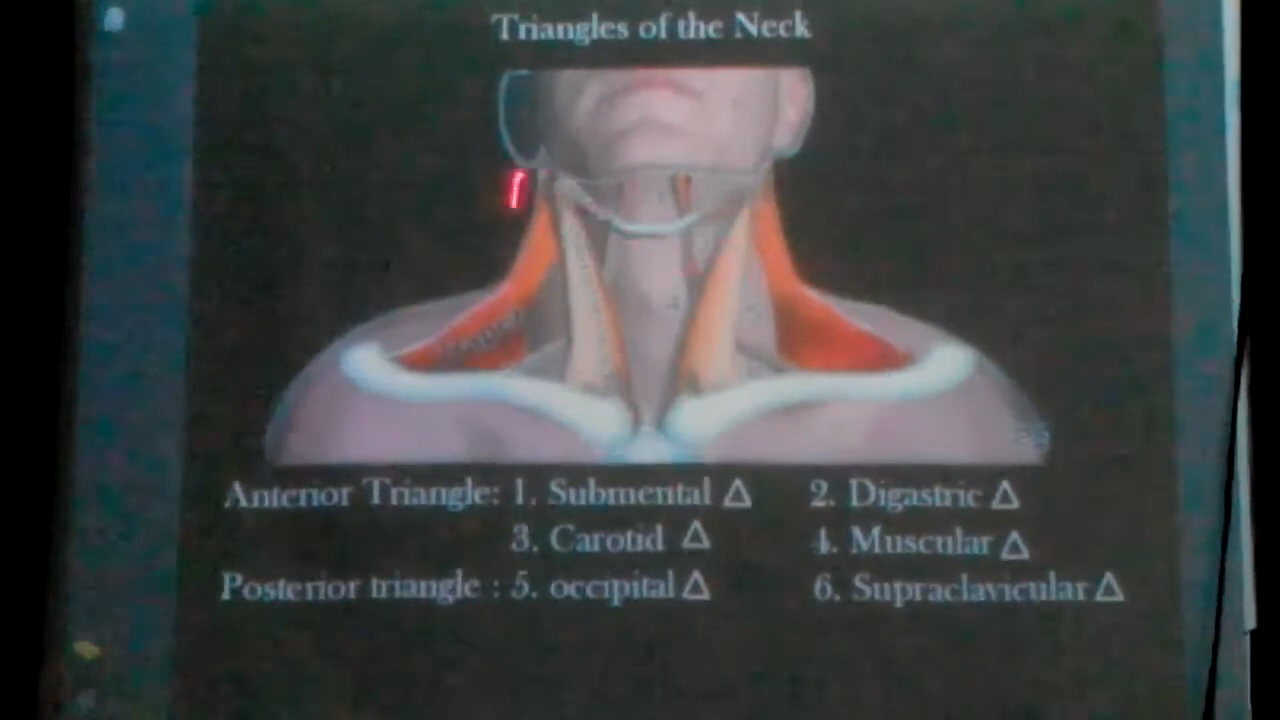 Triangles of the Neck
Anterior Triangle: 1. Submental Δ 2. Digastric Δ
3. Carotid Δ 4. Muscular Δ
Posterior triangle : 5. occipital Δ 6. Supraclavicular Δ